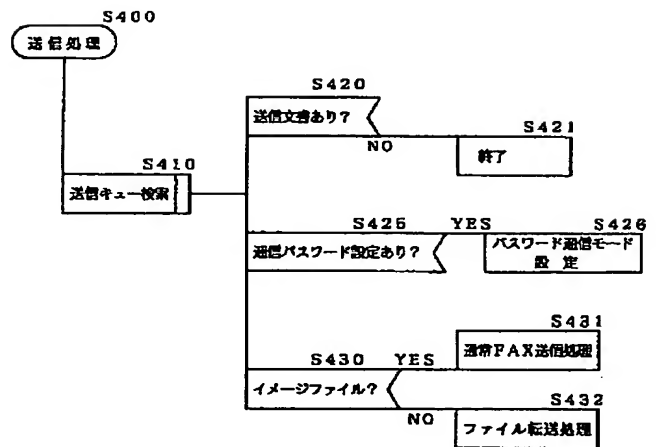 S400
送信処理
S420
送信文書あり?
S421
NO
終了
S410
送信キュー検索
S425
YES
S426
通信パスワード設定あり?
パスワード通信モード
設定
S431
通常FAX送信処理
S430
YES
イメージファイル?
S432
NO
ファイル転送処理